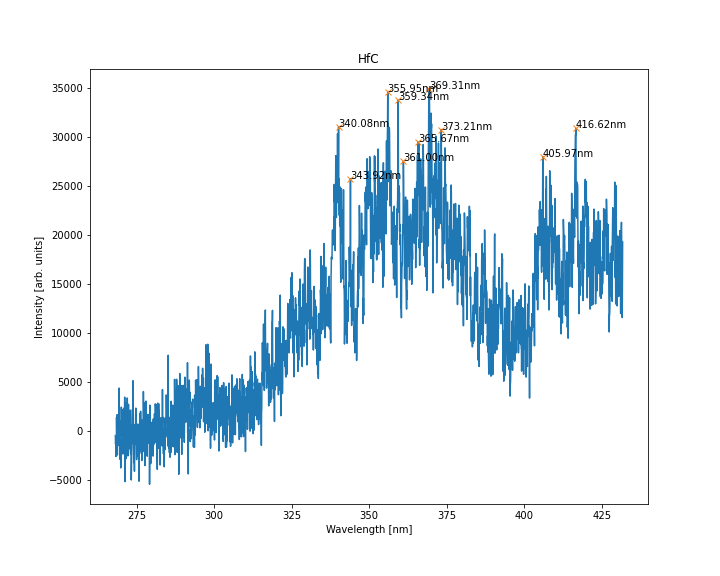 HfC
35000
30000
25000
20000
15000
10000
5000
0
−5000
Intensity [arb. units]
355.95nm
369.31nm
359.34nm
340.08nm
373.21nm
416.62nm
365.67nm
361.00nm
405.97nm
343.92nm
275
300
325
350
375
400
425
Wavelength [nm]